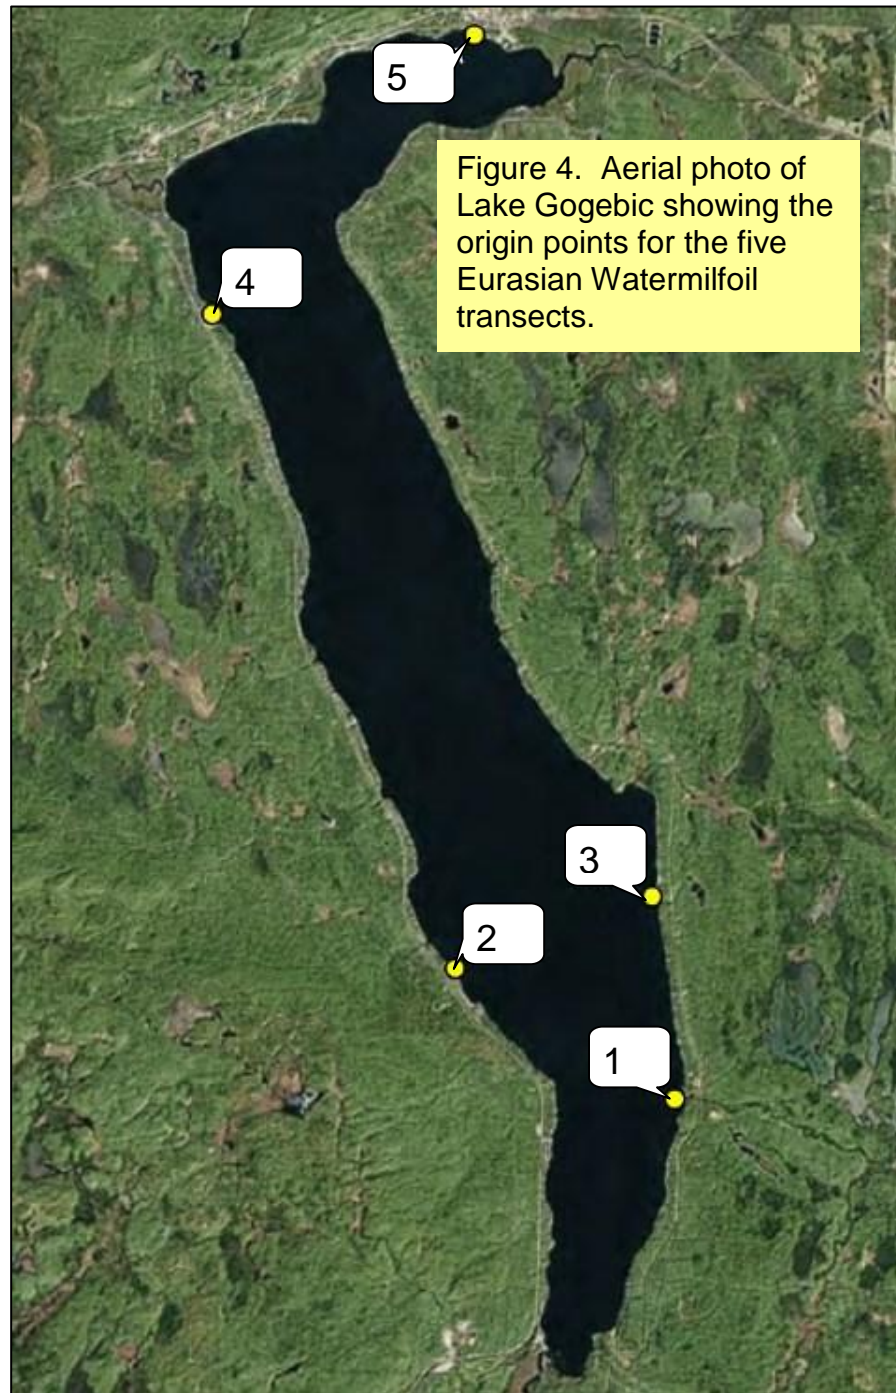 5
Figure 4.  Aerial photo of
Lake Gogebic showing the
origin points for the five
Eurasian Watermilfoil
transects.
4
3
2
1